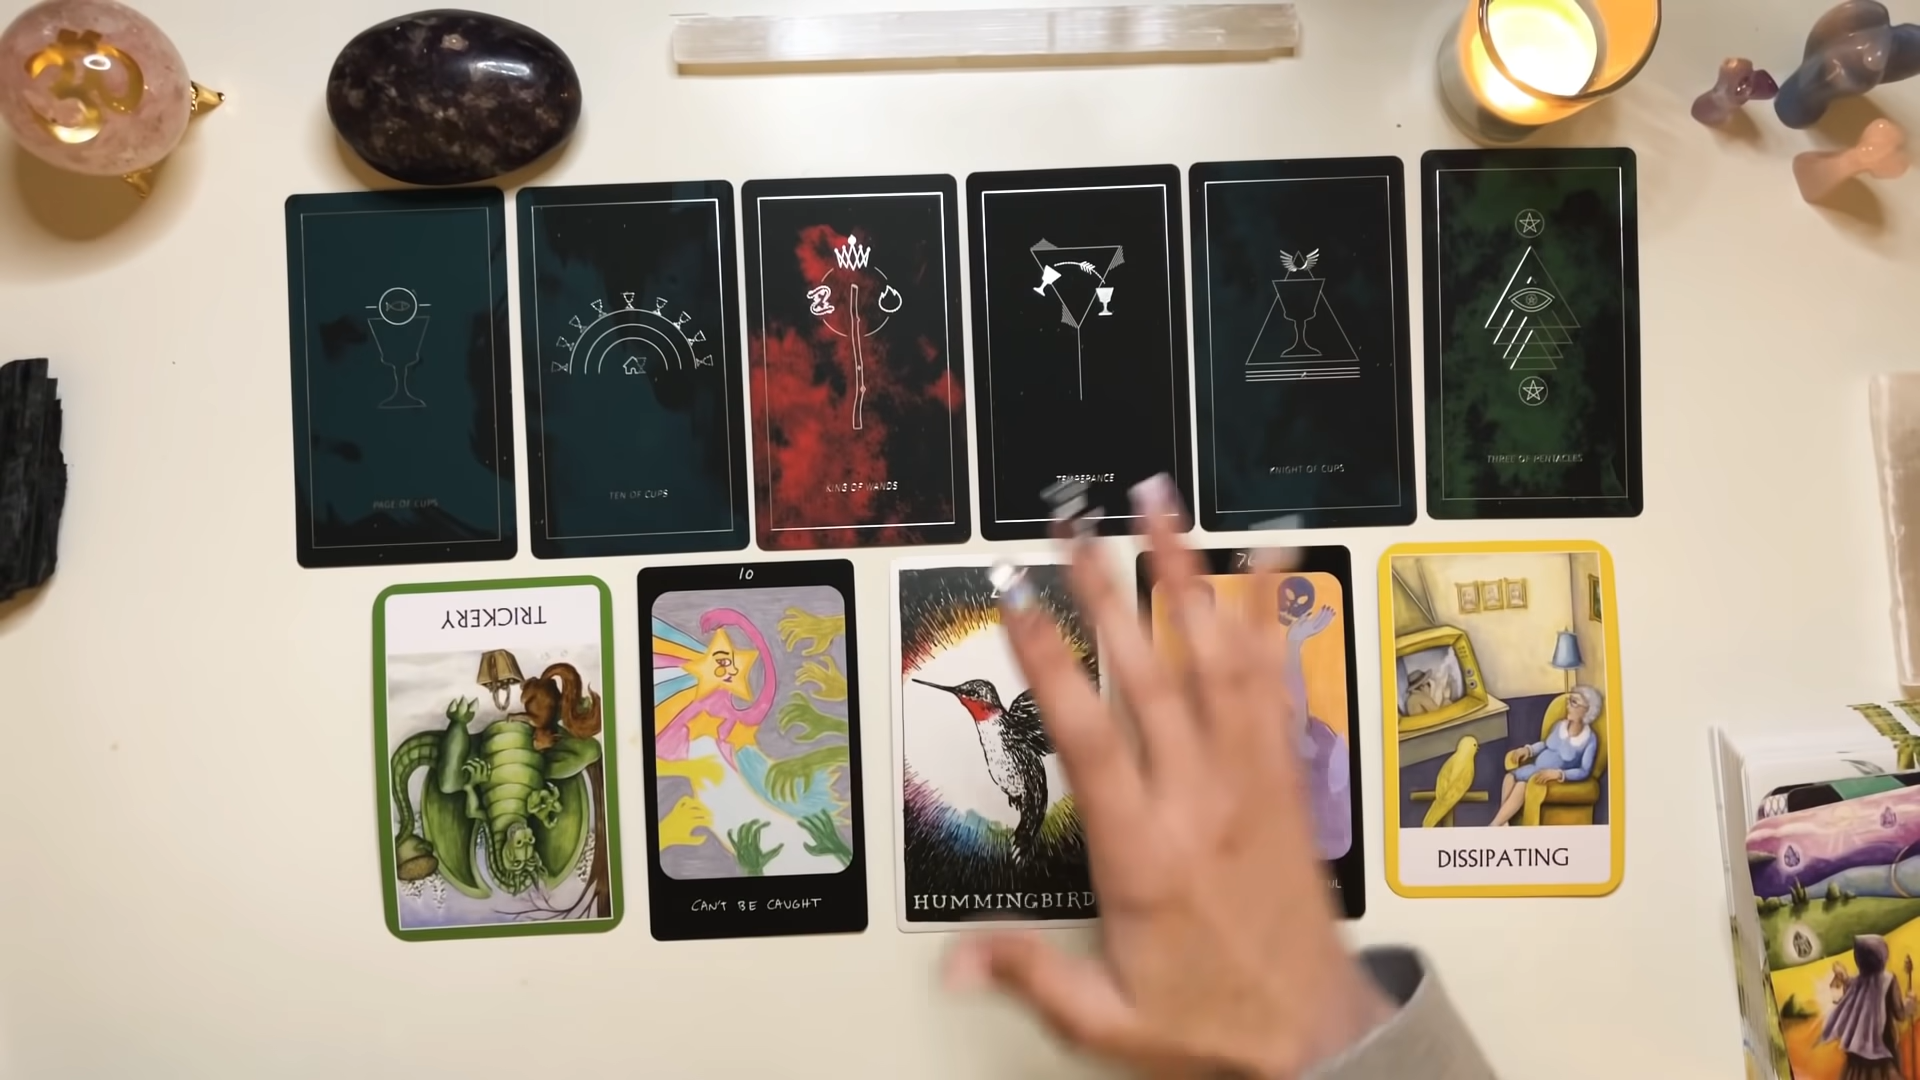 PAGE OF CUPS
TEN OF CUPS
KING OF WANDS
TEMPERANCE
KNIGHT OF CUPS
THREE OF PENTACLES
TRICKERY
10
CAN'T BE CAUGHT
HUMMINGBIRD
DISSIPATING